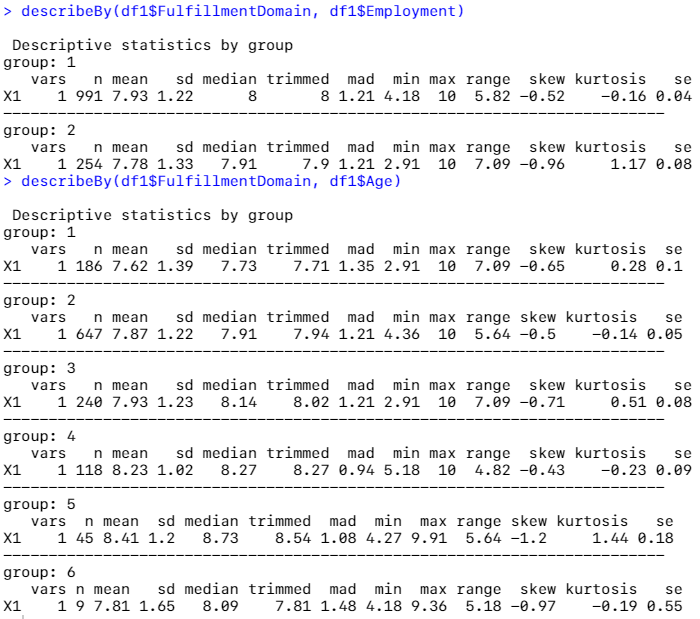 > describeBy(df1$FulfillmentDomain, df1$Employment)
Descriptive statistics by group
group: 1
vars n mean sd median trimmed mad min max range skew kurtosis se
X1 1 991 7.93 1.22 8 8 1.21 4.18 10 5.82 −0.52 −0.16 0.04
group: 2
vars n mean sd median trimmed mad min max range skew kurtosis se
X1 1 254 7.78 1.33 7.91 7.9 1.21 2.91 10 7.09 −0.96 1.17 0.08
> describeBy(df1$FulfillmentDomain, df1$Age)
Descriptive statistics by group
group: 1
vars n mean sd median trimmed mad min max range skew kurtosis se
X1 1 186 7.62 1.39 7.73 7.71 1.35 2.91 10 7.09 −0.65 0.28 0.1
group: 2
vars n mean sd median trimmed mad min max range skew kurtosis se
X1 1 647 7.87 1.22 7.91 7.94 1.21 4.36 10 5.64 −0.5 −0.14 0.05
group: 3
vars n mean sd median trimmed mad min max range skew kurtosis se
X1 1 240 7.93 1.23 8.14 8.02 1.21 2.91 10 7.09 −0.71 0.51 0.08
group: 4
vars n mean sd median trimmed mad min max range skew kurtosis se
X1 1 118 8.23 1.02 8.27 8.27 0.94 5.18 10 4.82 −0.43 −0.23 0.09
group: 5
vars n mean sd median trimmed mad min max range skew kurtosis se
X1 1 45 8.41 1.2 8.73 8.54 1.08 4.27 9.91 5.64 −1.2 1.44 0.18
group: 6
vars n mean sd median trimmed mad min max range skew kurtosis se
X1 1 9 7.81 1.65 8.09 7.81 1.48 4.18 9.36 5.18 −0.97 −0.19 0.55